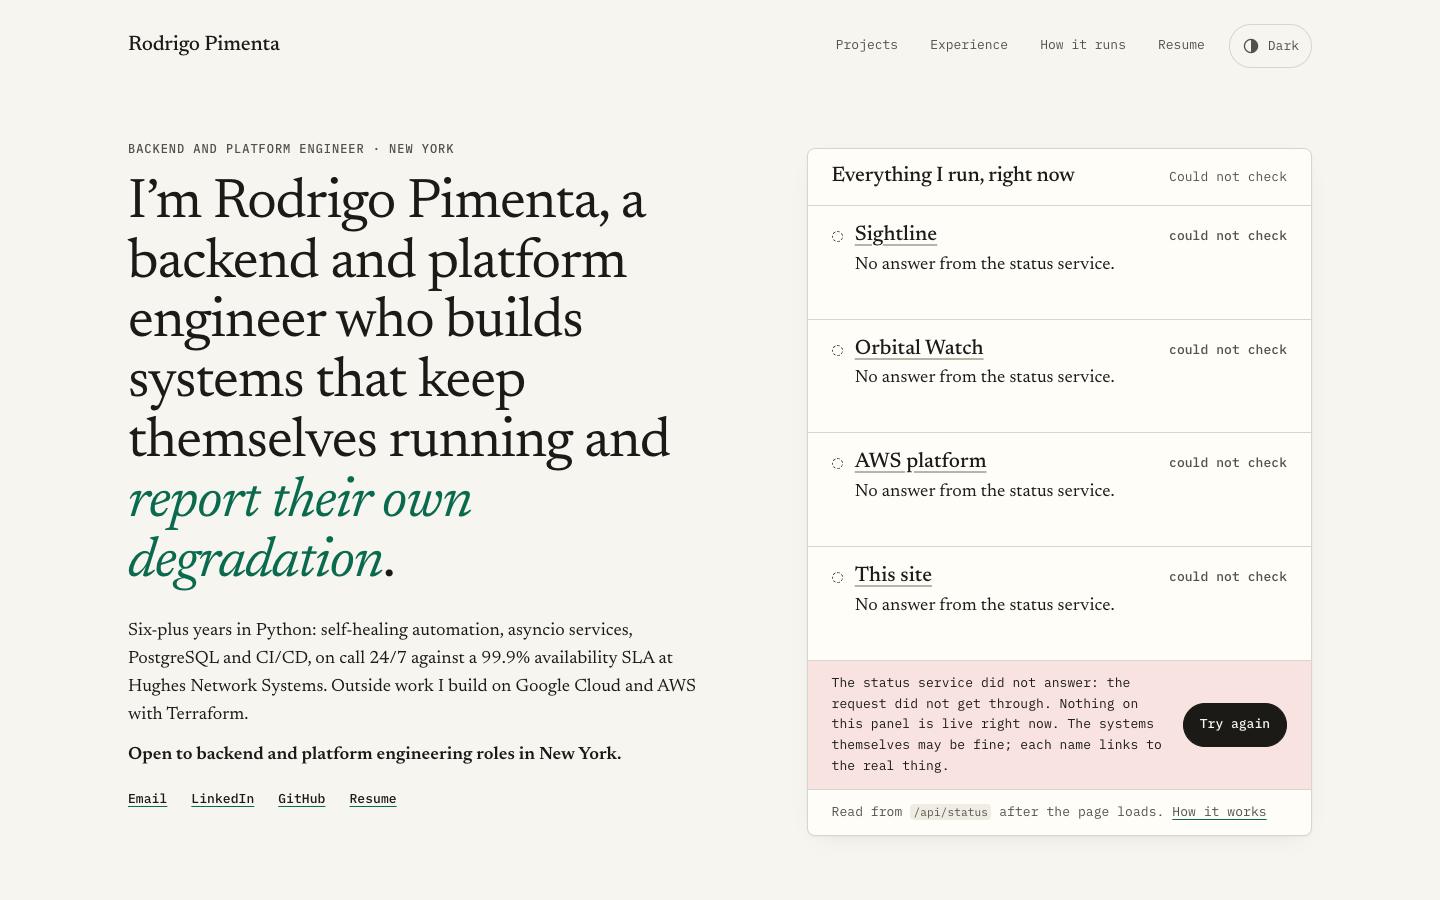 Rodrigo Pimenta
Projects Experience How it runs Resume Dark
BACKEND AND PLATFORM ENGINEER · NEW YORK
I’m Rodrigo Pimenta, a
backend and platform
engineer who builds
systems that keep
themselves running and
report their own
degradation.
Six-plus years in Python: self-healing automation, asyncio services,
PostgreSQL and CI/CD, on call 24/7 against a 99.9% availability SLA at
Hughes Network Systems. Outside work I build on Google Cloud and AWS
with Terraform.
Open to backend and platform engineering roles in New York.
Email LinkedIn GitHub Resume
Everything I run, right now Could not check
Sightline could not check
No answer from the status service.
Orbital Watch could not check
No answer from the status service.
AWS platform could not check
No answer from the status service.
This site could not check
No answer from the status service.
The status service did not answer: the
request did not get through. Nothing on
this panel is live right now. The systems
themselves may be fine; each name links to
the real thing.
Try again
Read from /api/status after the page loads. How it works